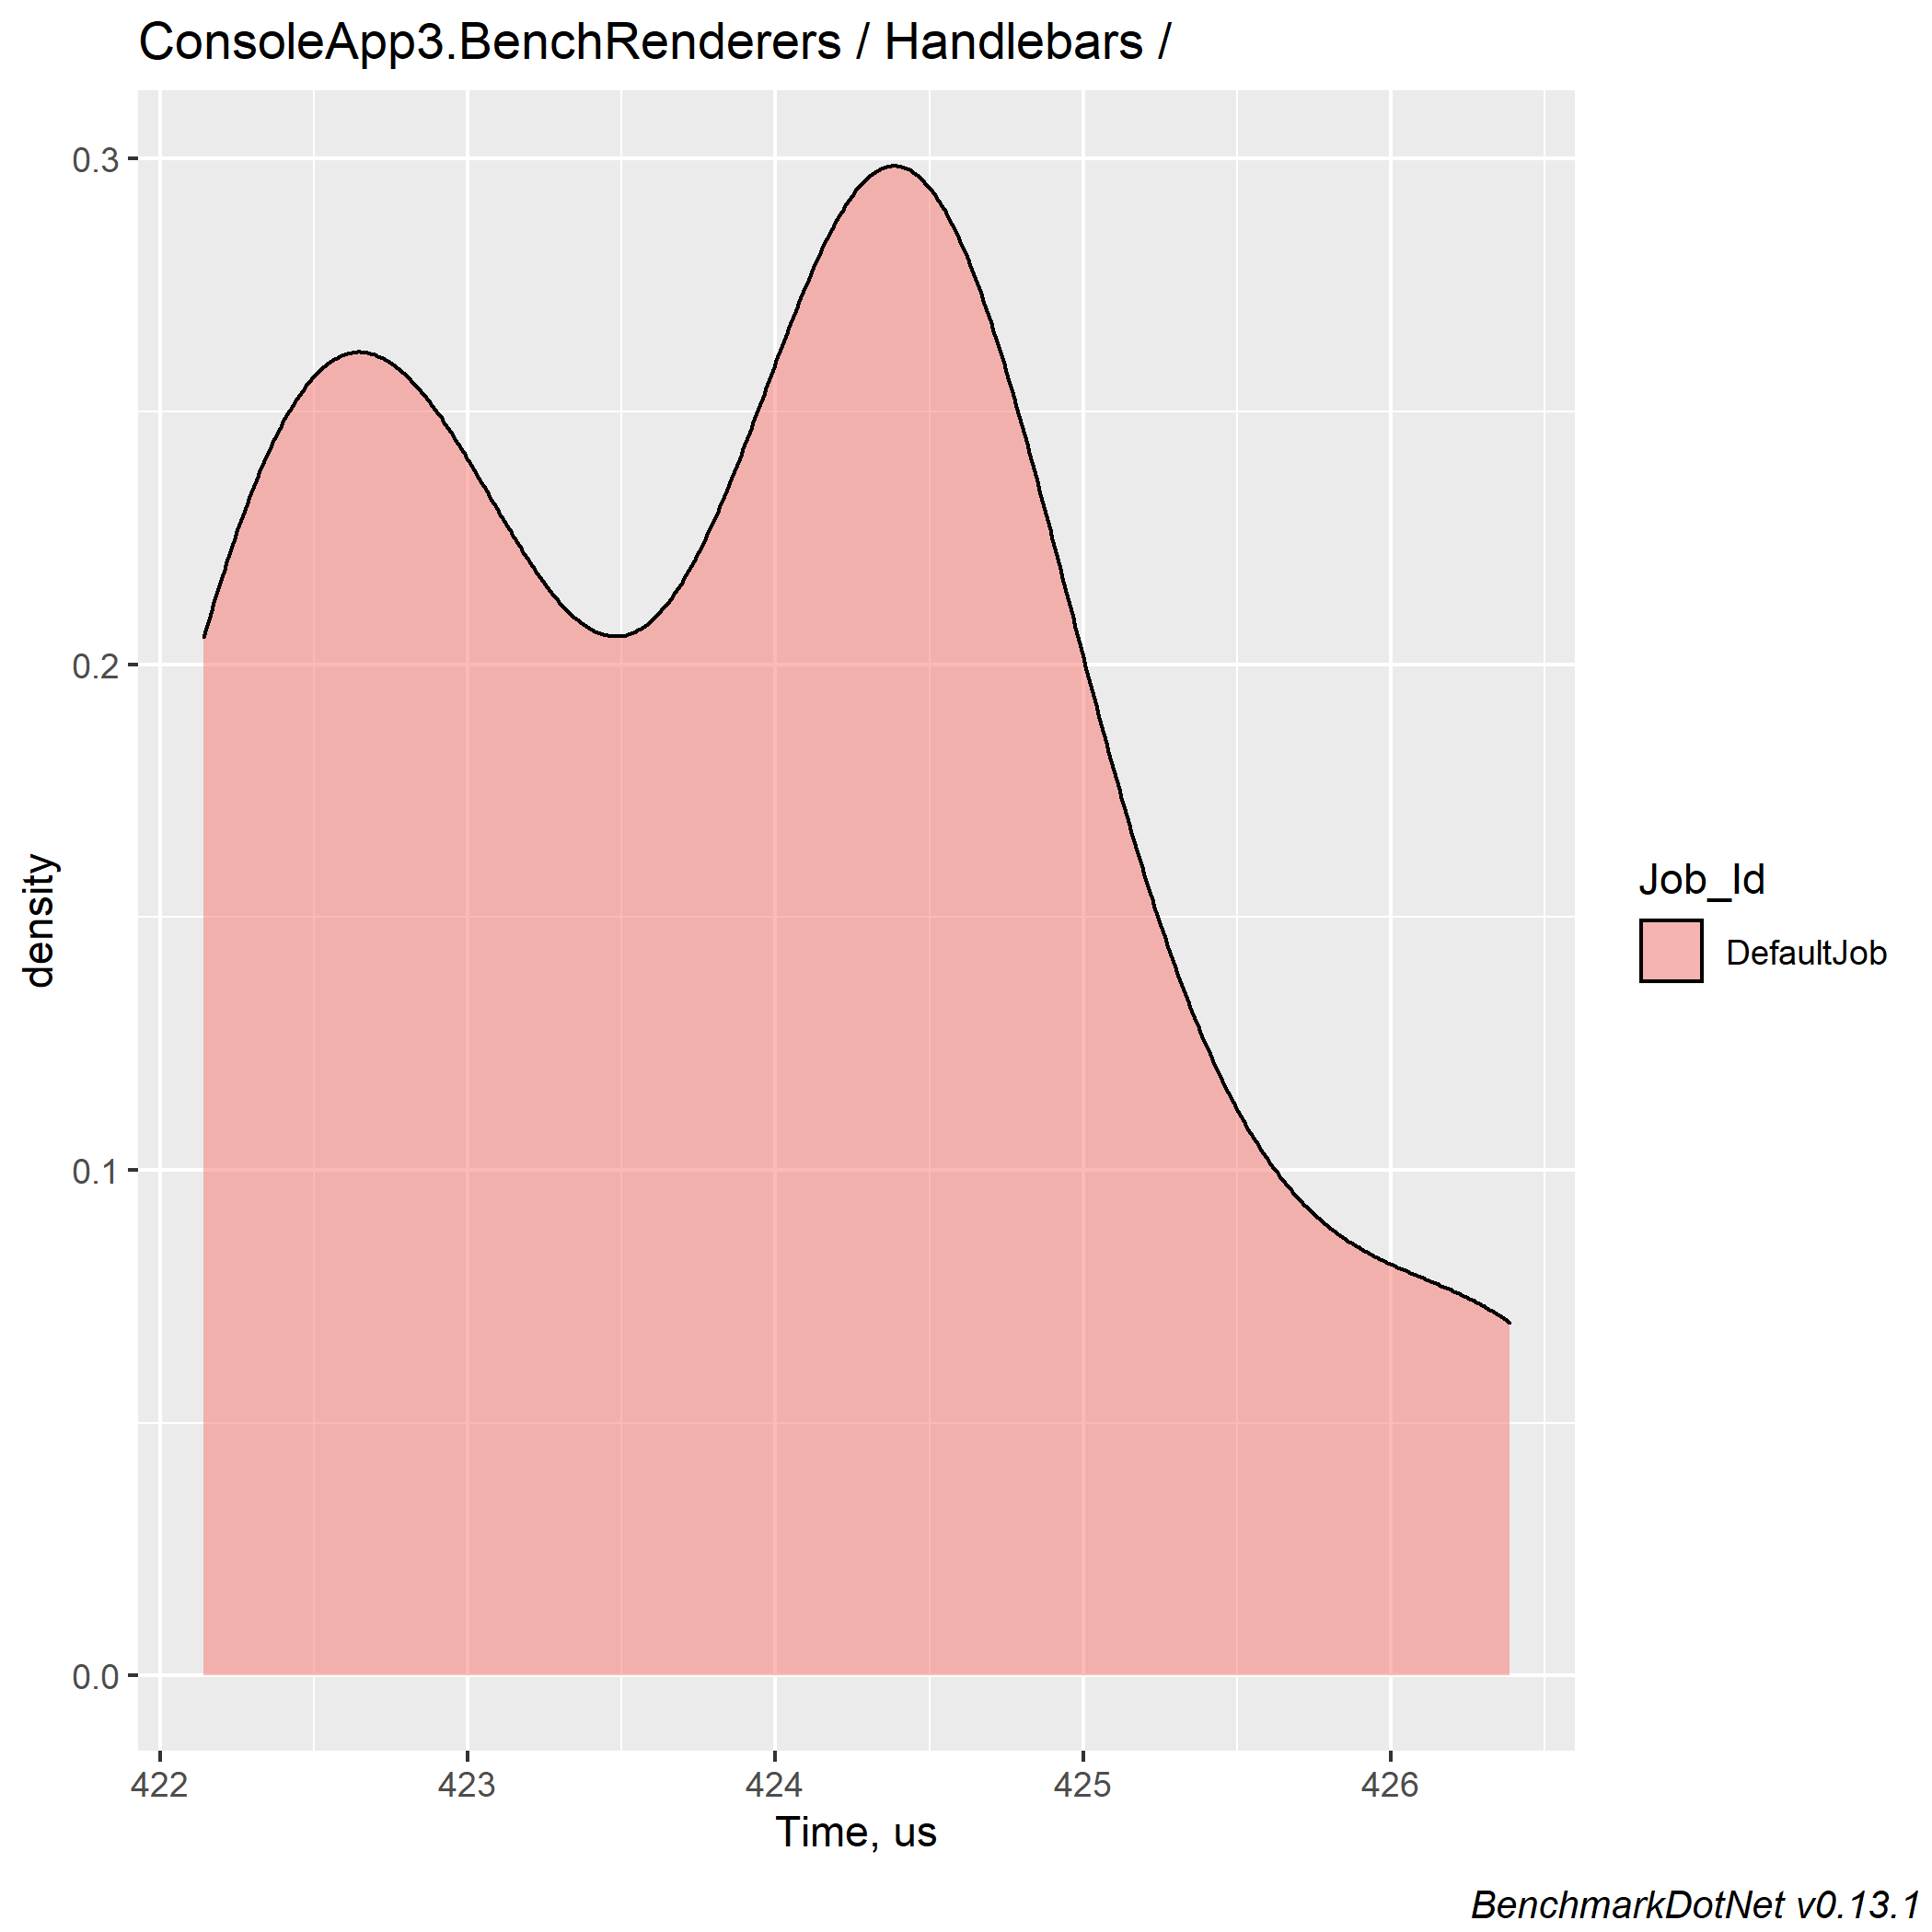 ConsoleApp3.BenchRenderers / Handlebars /
0.3
0.2
0.1
0.0
density
422 423 424 425 426
Time, us
Job_Id
DefaultJob
BenchmarkDotNet v0.13.1